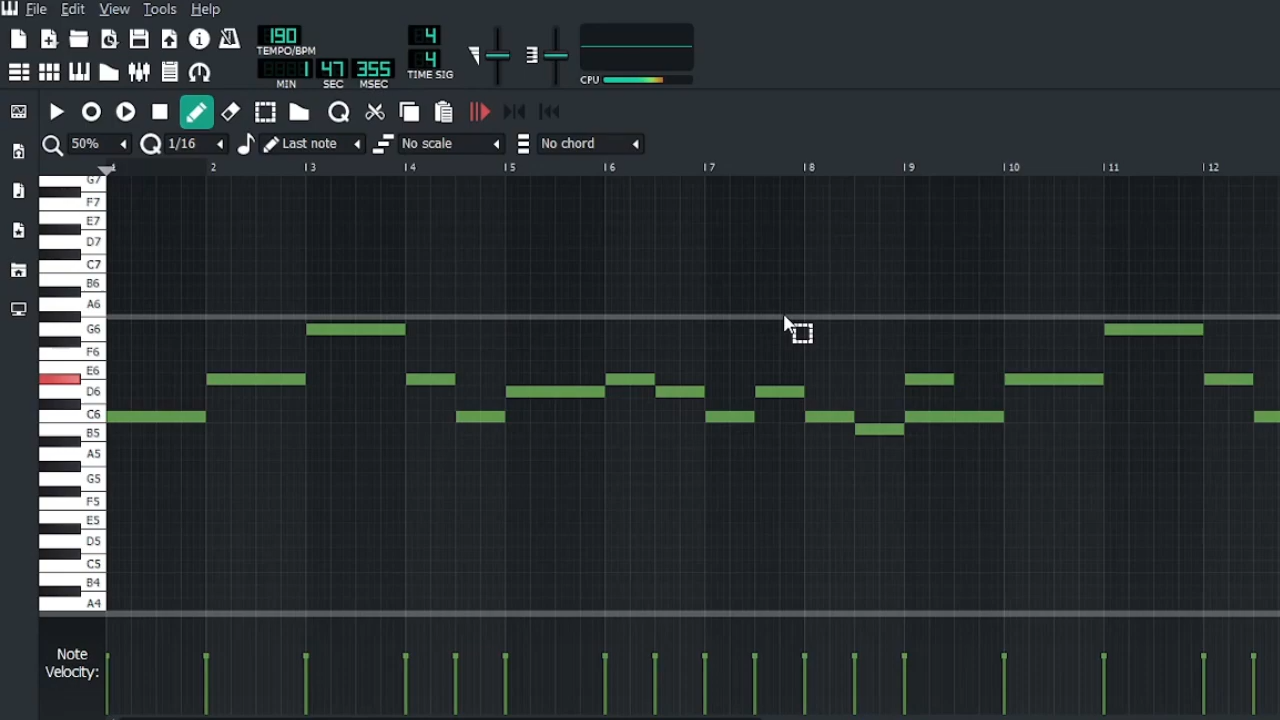 File Edit View Tools Help
190
TEMPO/BPM
1 47 355
MIN SEC MSEC
4
4
TIME SIG
CPU
50% 1/16 Last note No scale No chord
1 2 3 4 5 6 7 8 9 10 11 12
G7
F7
E7
D7
C7
B6
A6
G6
F6
E6
D6
C6
B5
A5
G5
F5
E5
D5
C5
B4
A4
Note
Velocity: